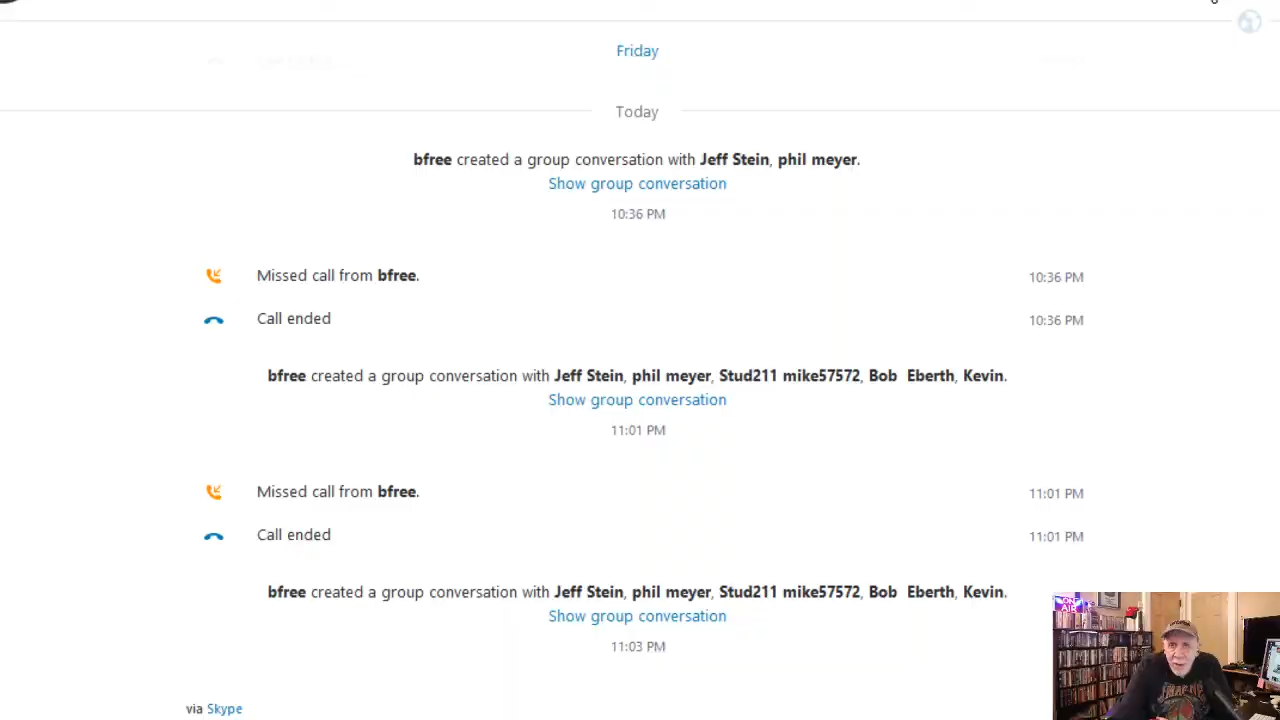 Friday
Today
bfree created a group conversation with Jeff Stein, phil meyer.
Show group conversation
10:36 PM
Missed call from bfree. 10:36 PM
Call ended 10:36 PM
bfree created a group conversation with Jeff Stein, phil meyer, Stud211 mike57572, Bob  Eberth, Kevin.
Show group conversation
11:01 PM
Missed call from bfree. 11:01 PM
Call ended 11:01 PM
bfree created a group conversation with Jeff Stein, phil meyer, Stud211 mike57572, Bob  Eberth, Kevin.
Show group conversation
11:03 PM
via Skype
ON
AIR